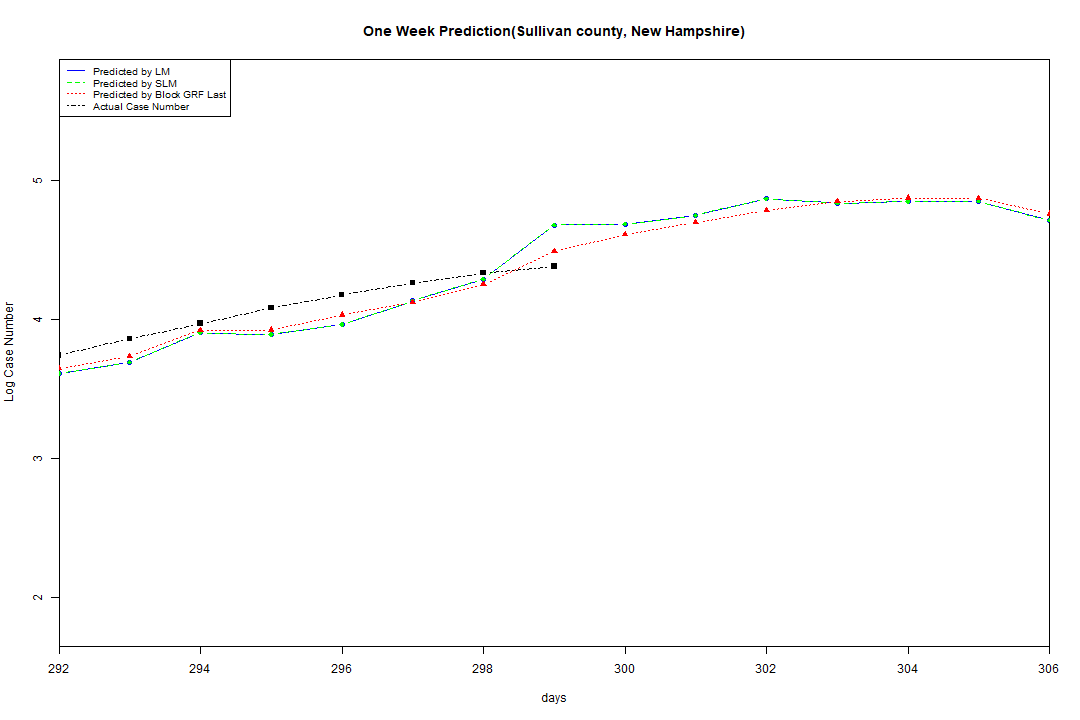 One Week Prediction(Sullivan county, New Hampshire)
Predicted by LM
Predicted by SLM
Predicted by Block GRF Last
Actual Case Number
5
4
3
2
Log Case Number
292 294 296 298 300 302 304 306
days